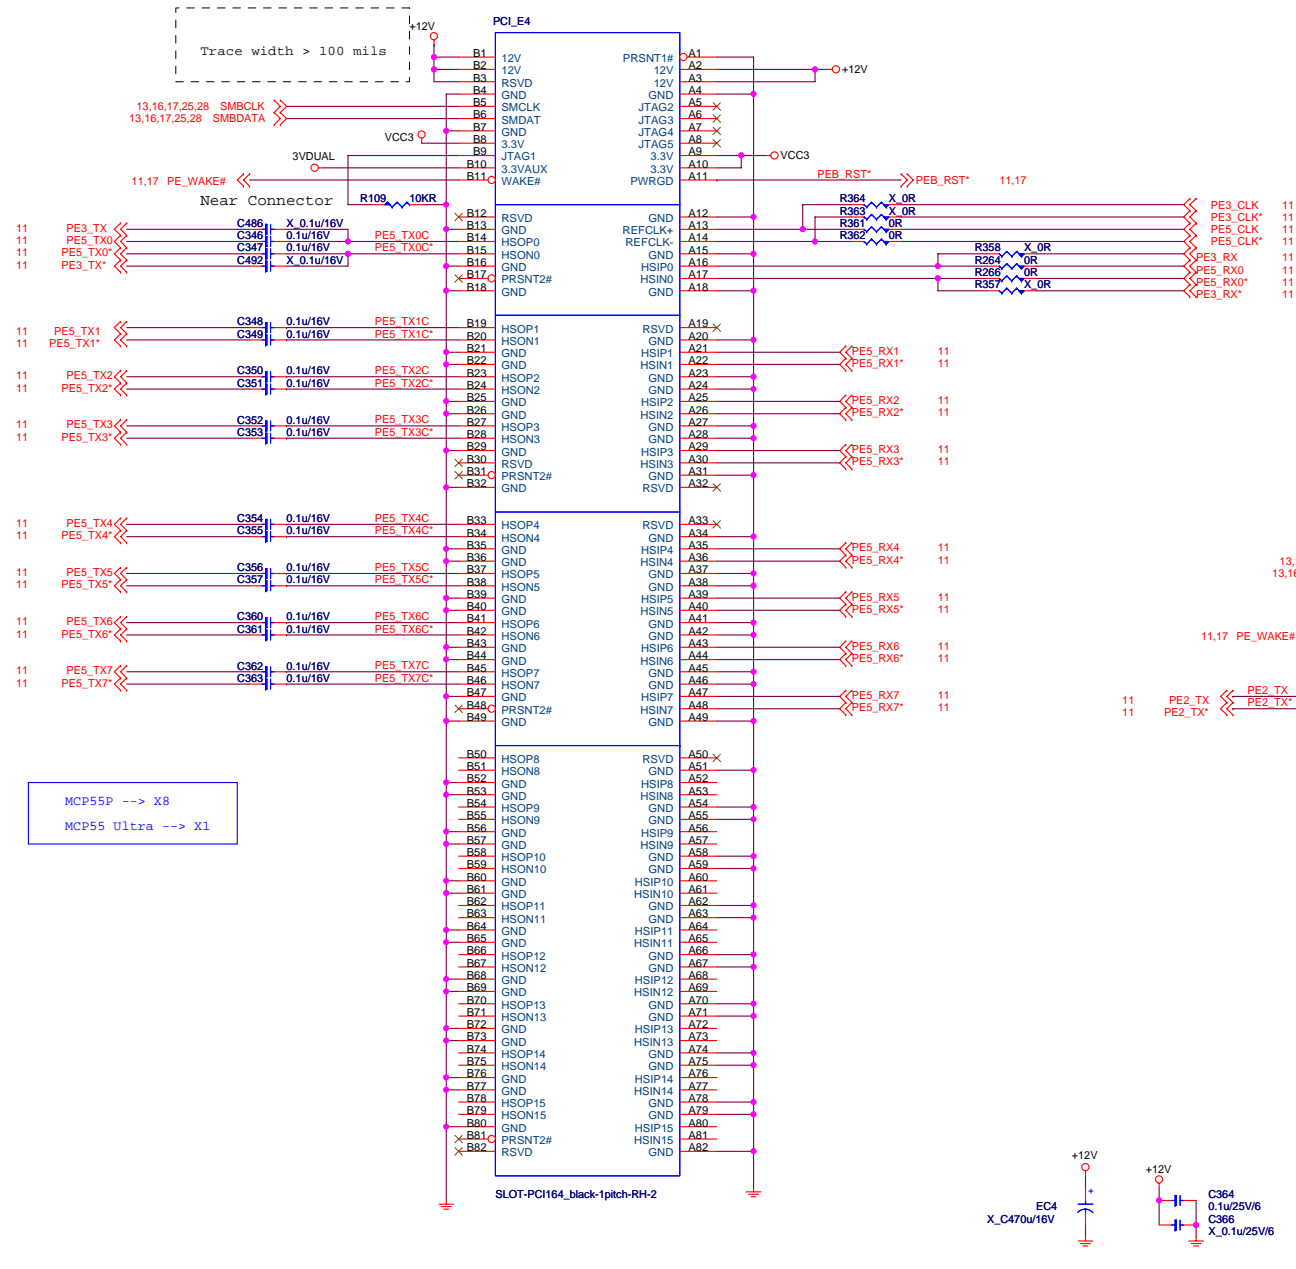 Trace width > 100 mils
+12V
PCI_E4
B1 12V PRSNT1# A1
B2 12V 12V A2 +12V
B3 RSVD 12V A3
B4 GND GND A4
13,16,17,25,28 SMBCLK B5 SMCLK JTAG2 A5
13,16,17,25,28 SMBDATA B6 SMDAT JTAG3 A6
B7 GND JTAG4 A7
VCC3 B8 3.3V JTAG5 A8
B9 JTAG1 3.3V A9 VCC3
3VDUAL B10 3.3VAUX 3.3V A10
11,17 PE_WAKE# B11 WAKE# PWRGD A11 PEB_RST* PEB_RST* 11,17
Near Connector R109 10KR
R364 X_0R PE3_CLK 11
B12 RSVD GND A12 R363 X_0R PE3_CLK* 11
11 PE3_TX C486 X_0.1u/16V B13 GND REFCLK+ A13 R361 0R PE5_CLK 11
11 PE5_TX0 C346 0.1u/16V PE5_TX0C B14 HSOP0 REFCLK- A14 R362 0R PE5_CLK* 11
11 PE5_TX0* C347 0.1u/16V PE5_TX0C* B15 HSON0 GND A15 R358 X_0R PE3_RX 11
11 PE3_TX* C492 X_0.1u/16V B16 GND HSIP0 A16 R264 0R PE5_RX0 11
B17 PRSNT2# HSIN0 A17 R266 0R PE5_RX0* 11
B18 GND GND A18 R357 X_0R PE3_RX* 11
11 PE5_TX1 C348 0.1u/16V PE5_TX1C B19 HSOP1 RSVD A19
11 PE5_TX1* C349 0.1u/16V PE5_TX1C* B20 HSON1 GND A20
B21 GND HSIP1 A21 PE5_RX1 11
B22 GND HSIN1 A22 PE5_RX1* 11
11 PE5_TX2 C350 0.1u/16V PE5_TX2C B23 HSOP2 GND A23
11 PE5_TX2* C351 0.1u/16V PE5_TX2C* B24 HSON2 GND A24
B25 GND HSIP2 A25 PE5_RX2 11
B26 GND HSIN2 A26 PE5_RX2* 11
11 PE5_TX3 C352 0.1u/16V PE5_TX3C B27 HSOP3 GND A27
11 PE5_TX3* C353 0.1u/16V PE5_TX3C* B28 HSON3 GND A28
B29 GND HSIP3 A29 PE5_RX3 11
B30 RSVD HSIN3 A30 PE5_RX3* 11
B31 PRSNT2# GND A31
B32 GND RSVD A32
11 PE5_TX4 C354 0.1u/16V PE5_TX4C B33 HSOP4 RSVD A33
11 PE5_TX4* C355 0.1u/16V PE5_TX4C* B34 HSON4 GND A34
B35 GND HSIP4 A35 PE5_RX4 11
B36 GND HSIN4 A36 PE5_RX4* 11 13,
11 PE5_TX5 C356 0.1u/16V PE5_TX5C B37 HSOP5 GND A37 13,16
11 PE5_TX5* C357 0.1u/16V PE5_TX5C* B38 HSON5 GND A38
B39 GND HSIP5 A39 PE5_RX5 11
B40 GND HSIN5 A40 PE5_RX5* 11
11 PE5_TX6 C360 0.1u/16V PE5_TX6C B41 HSOP6 GND A41
11 PE5_TX6* C361 0.1u/16V PE5_TX6C* B42 HSON6 GND A42 11,17 PE_WAKE#
B43 GND HSIP6 A43 PE5_RX6 11
B44 GND HSIN6 A44 PE5_RX6* 11
11 PE5_TX7 C362 0.1u/16V PE5_TX7C B45 HSOP7 GND A45
11 PE5_TX7* C363 0.1u/16V PE5_TX7C* B46 HSON7 GND A46
B47 GND HSIP7 A47 PE5_RX7 11 11 PE2_TX PE2_TX
B48 PRSNT2# HSIN7 A48 PE5_RX7* 11 11 PE2_TX* PE2_TX*
B49 GND GND A49
B50 HSOP8 RSVD A50
B51 HSON8 GND A51
B52 GND HSIP8 A52
B53 GND HSIN8 A53
MCP55P --> X8
B54 HSOP9 GND A54
B55 HSON9 GND A55
MCP55 Ultra --> X1
B56 GND HSIP9 A56
B57 GND HSIN9 A57
B58 HSOP10 GND A58
B59 HSON10 GND A59
B60 GND HSIP10 A60
B61 GND HSIN10 A61
B62 HSOP11 GND A62
B63 HSON11 GND A63
B64 GND HSIP11 A64
B65 GND HSIN11 A65
B66 HSOP12 GND A66
B67 HSON12 GND A67
B68 GND HSIP12 A68
B69 GND HSIN12 A69
B70 HSOP13 GND A70
B71 HSON13 GND A71
B72 GND HSIP13 A72
B73 GND HSIN13 A73
B74 HSOP14 GND A74
B75 HSON14 GND A75
B76 GND HSIP14 A76
B77 GND HSIN14 A77
B78 HSOP15 GND A78
B79 HSON15 GND A79
B80 GND HSIP15 A80
B81 PRSNT2# HSIN15 A81
B82 RSVD GND A82
SLOT-PCI164_black-1pitch-RH-2
+12V
+12V
+
EC4
X_C470u/16V
C364
0.1u/25V/6
C366
X_0.1u/25V/6